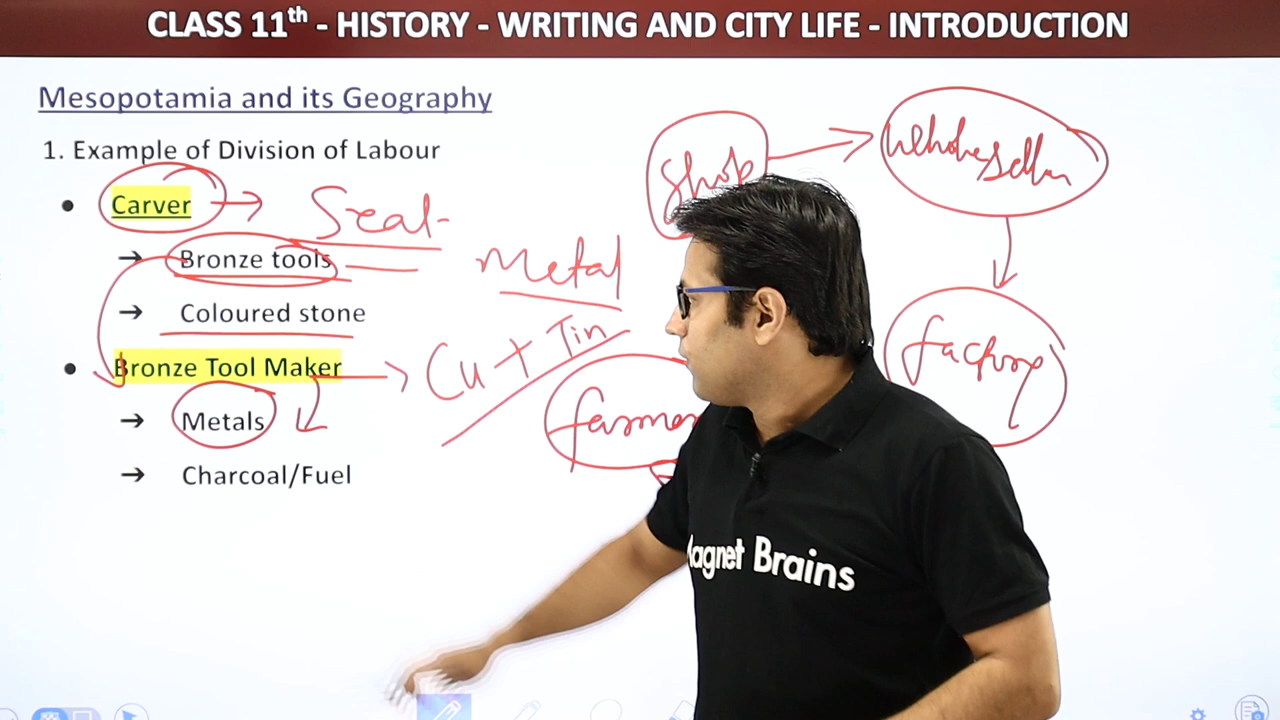 CLASS 11th - HISTORY - WRITING AND CITY LIFE - INTRODUCTION
Mesopotamia and its Geography
1. Example of Division of Labour
• Carver → Seal
→ Bronze tools
Metal
→ Coloured stone
• Bronze Tool Maker → Cu + Tin
→ Metals
→ Charcoal/Fuel
Shop →
factory
farmer
Magnet Brains